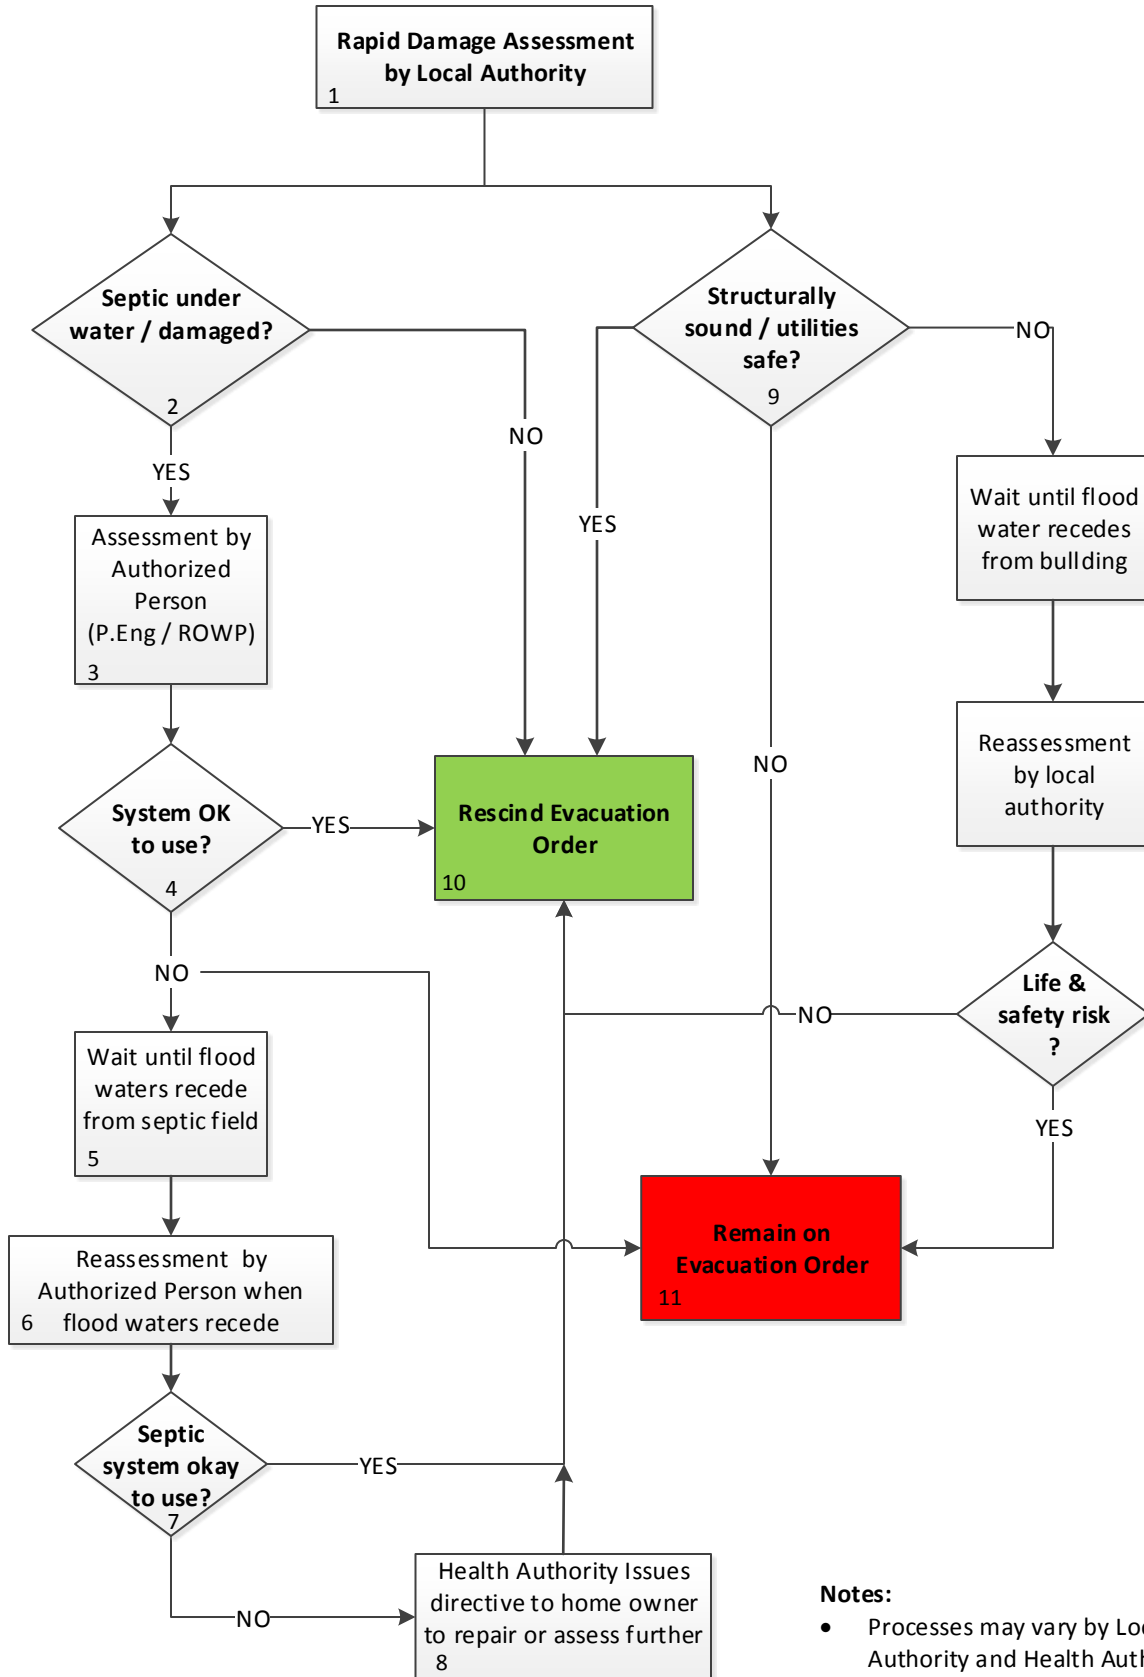 Rapid Damage Assessment
by Local Authority
1
Septic under
water / damaged?
2
NO
YES
Structurally
sound / utilities
safe?
9
NO
YES
NO
Assessment by
Authorized
Person
(P.Eng / ROWP)
3
Wait until flood
water recedes
from bullding
System OK
to use?
4
YES
NO
Rescind Evacuation
Order
10
Reassessment
by local
authority
Life &
safety risk
?
NO
YES
Wait until flood
waters recede
from septic field
5
Remain on
Evacuation Order
11
Reassessment by
Authorized Person when
flood waters recede
6
Septic
system okay
to use?
7
YES
NO
Health Authority Issues
directive to home owner
to repair or assess further
8
Notes:
• Processes may vary by Loc
Authority and Health Auth